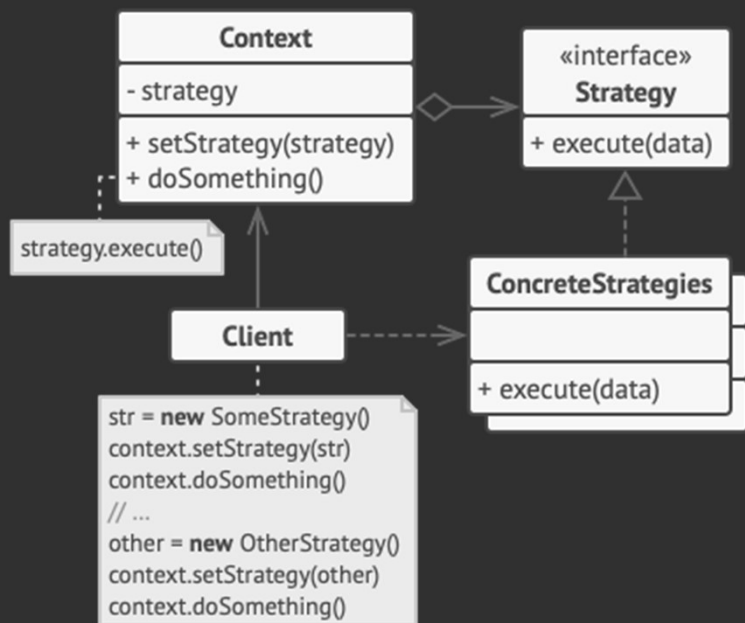 Context
- strategy
+ setStrategy(strategy)
+ doSomething()
strategy.execute()
«interface»
Strategy
+ execute(data)
ConcreteStrategies
+ execute(data)
Client
str = new SomeStrategy()
context.setStrategy(str)
context.doSomething()
// ...
other = new OtherStrategy()
context.setStrategy(other)
context.doSomething()